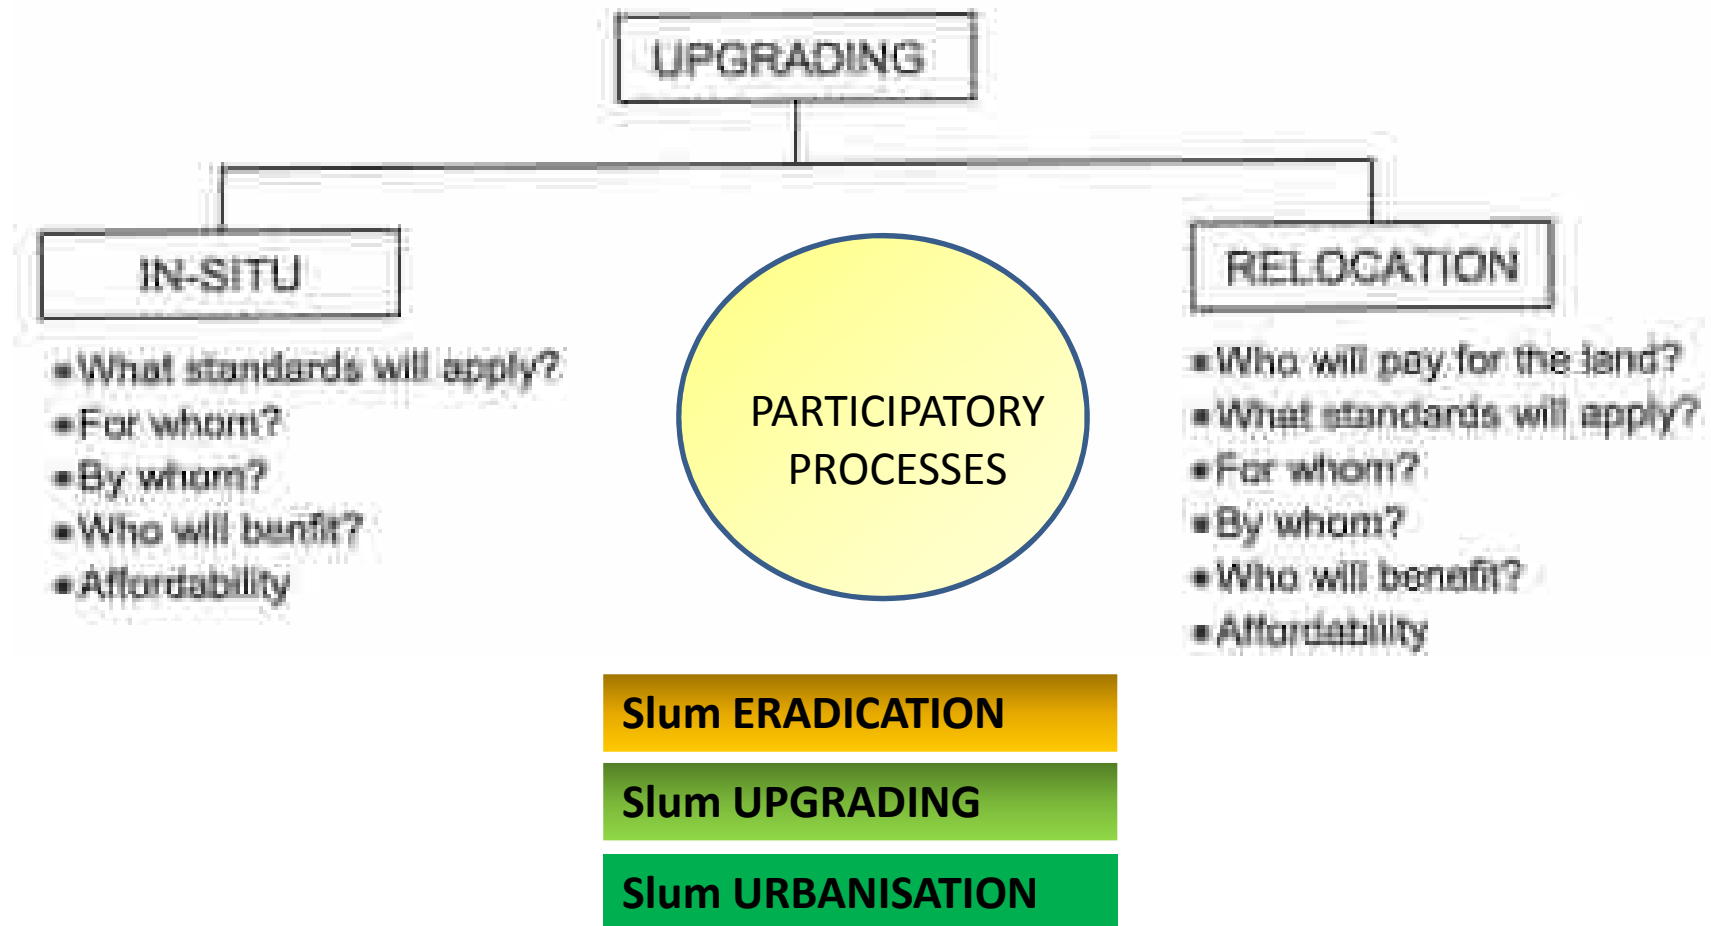 UPGRADING
IN-SITU
• What standards will apply?
• For whom?
• By whom?
• Who will benfit?
• Affordability
PARTICIPATORY
PROCESSES
RELOCATION
• Who will pay for the land?
• What standards will apply?
• For whom?
• By whom?
• Who will benefit?
• Affordability
Slum ERADICATION
Slum UPGRADING
Slum URBANISATION